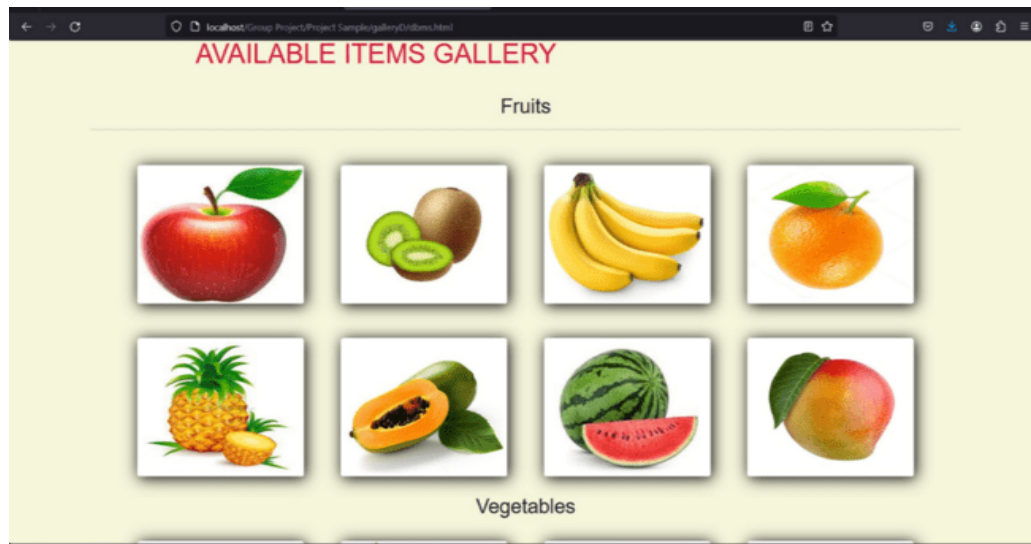 localhost/Group Project/Project Sample/galleryD/dbms.html
AVAILABLE ITEMS GALLERY
Fruits
Vegetables